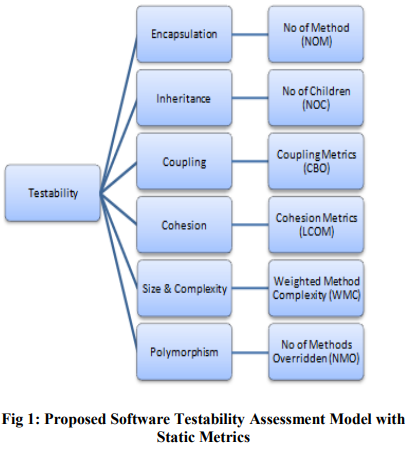 Encapsulation
No of Method
(NOM)
Inheritance
No of Children
(NOC)
Coupling
Coupling Metrics
(CBO)
Testability
Cohesion
Cohesion Metrics
(LCOM)
Size & Complexity
Weighted Method
Complexity (WMC)
Polymorphism
No of Methods
Overridden (NMO)
Fig 1: Proposed Software Testability Assessment Model with
Static Metrics